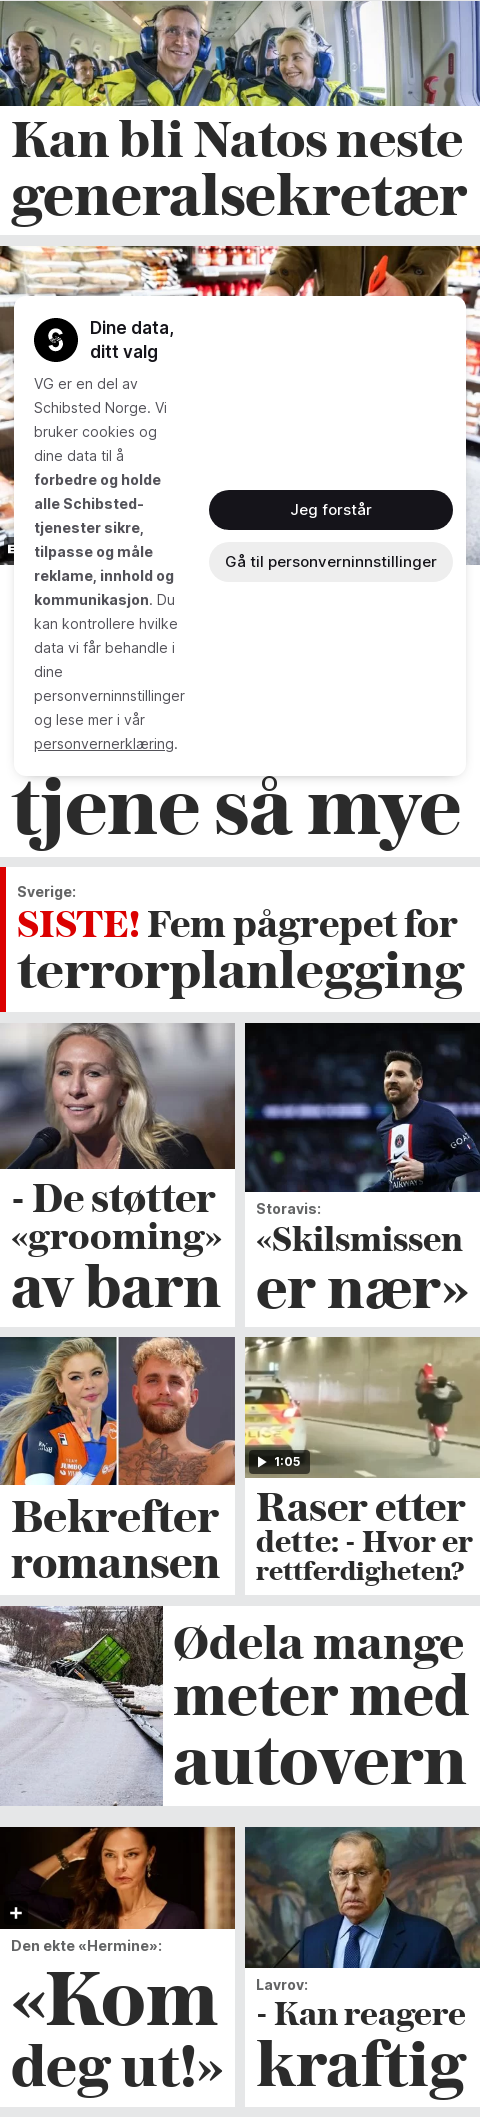 Kan bli Natos neste
generalsekretær
Dine data,
ditt valg
VG er en del av
Schibsted Norge. Vi
bruker cookies og
dine data til å
forbedre og holde
alle Schibsted-
tjenester sikre,
tilpasse og måle
reklame, innhold og
kommunikasjon. Du
kan kontrollere hvilke
data vi får behandle i
dine
personverninnstillinger
og lese mer i vår
personvernerklæring.
Jeg forstår
Gå til personverninnstillinger
tjene så mye
Sverige:
SISTE! Fem pågrepet for
terrorplanlegging
- De støtter
«grooming»
av barn
Storavis:
«Skilsmissen
er nær»
Bekrefter
romansen
1:05
Raser etter
dette: - Hvor er
rettferdigheten?
Ødela mange
meter med
autovern
Den ekte «Hermine»:
«Kom
deg ut!»
Lavrov:
- Kan reagere
kraftig